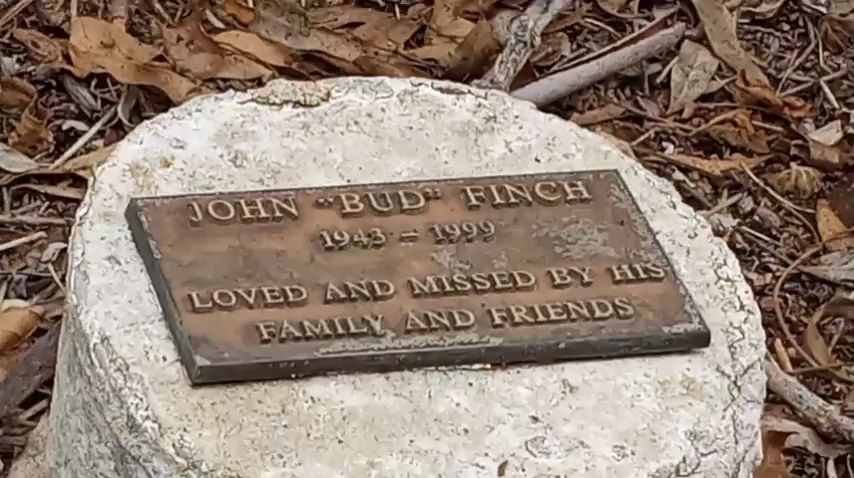 JOHN "BUD" FINCH
1943 - 1999
LOVED AND MISSED BY HIS
FAMILY AND FRIENDS